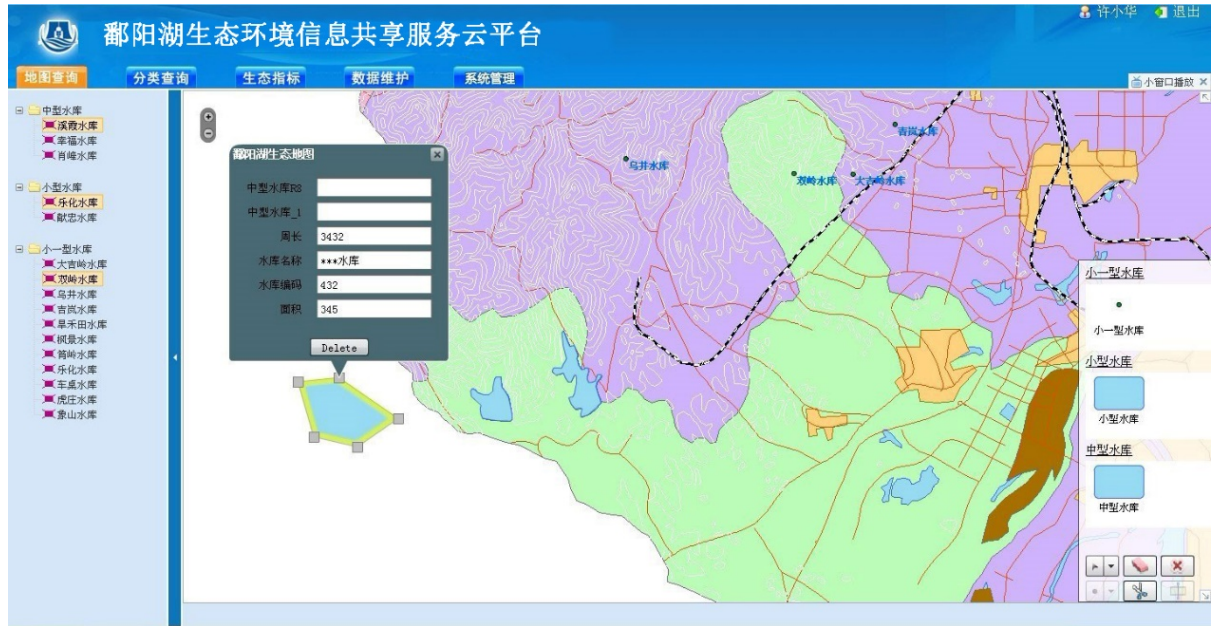 许小华 退出
鄱阳湖生态环境信息共享服务云平台
地图查询 分类查询 生态指标 数据维护 系统管理
小窗口播放
中型水库
溪霞水库
幸福水库
肖峰水库
小型水库
乐化水库
献忠水库
小一型水库
大吉岭水库
双岭水库
乌井水库
吉岚水库
旱禾田水库
枫景水库
筒岭水库
乐化水库
车桌水库
虎庄水库
象山水库
鄱阳湖生态地图
中型水库RS
中型水库_1
周长 3432
水库名称 ***水库
水库编码 432
面积 345
Delete
吉岚水库
乌井水库
双岭水库
大吉岭水库
小一型水库
小一型水库
小型水库
小型水库
中型水库
中型水库